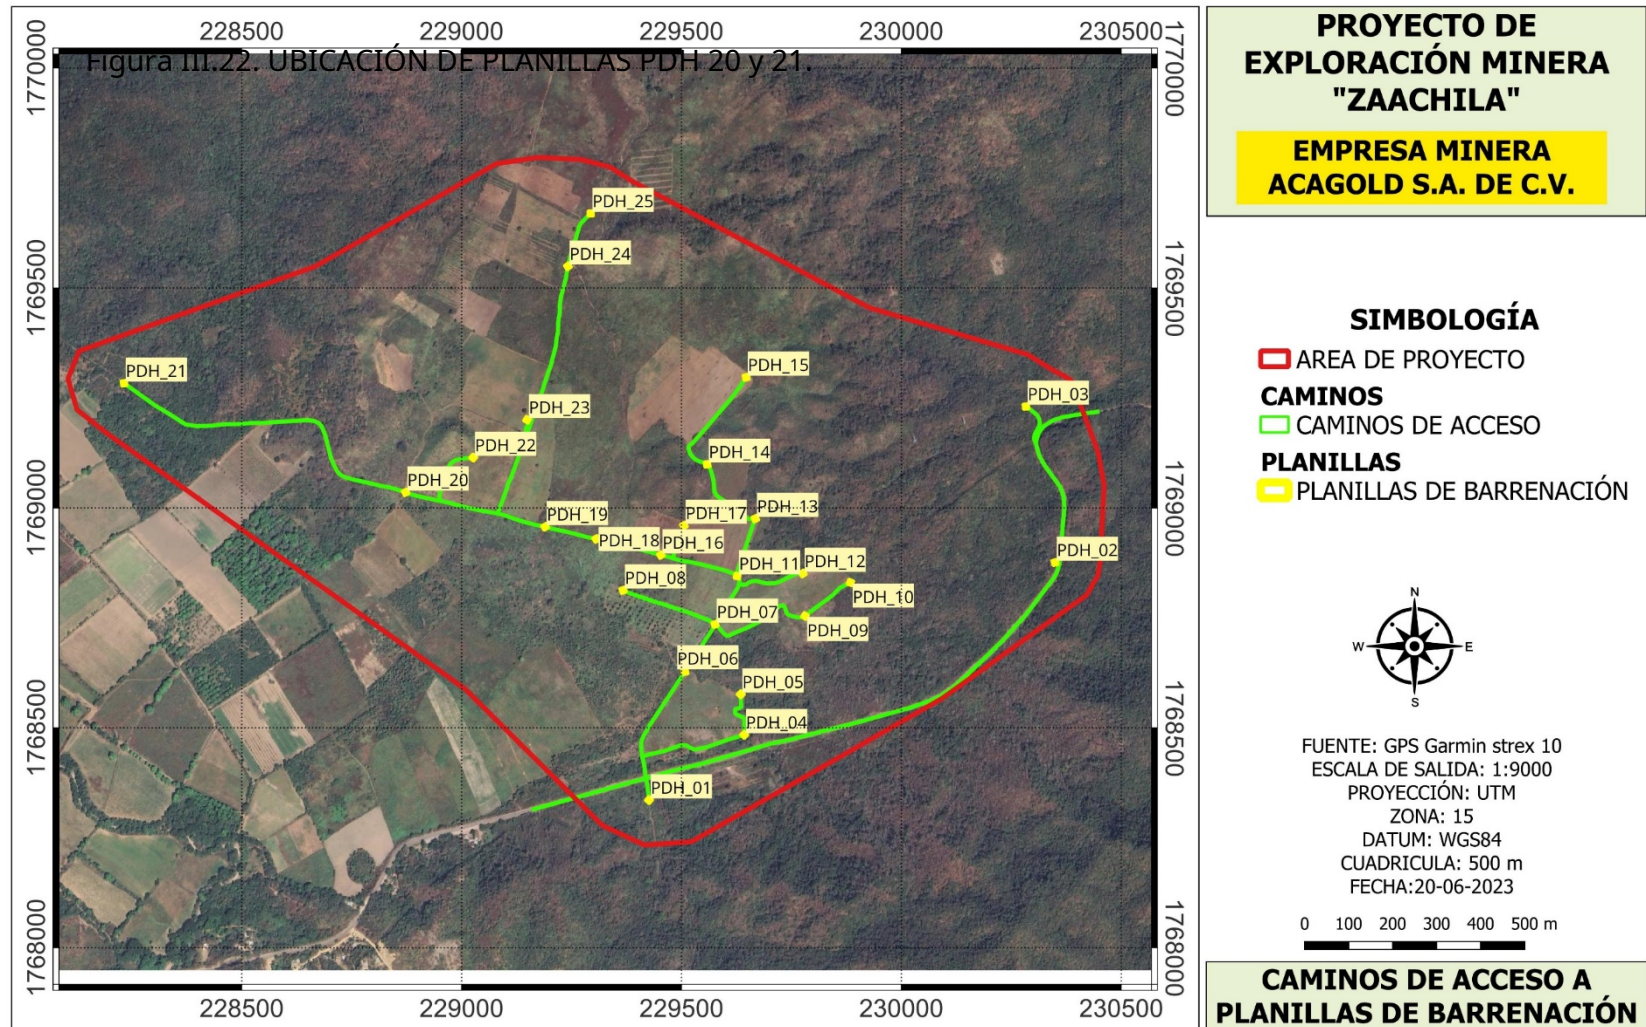 228500 229000 229500 230000 230500
Figura III.22. UBICACIÓN DE PLANILLAS PDH 20 y 21.
1770000
1769500
1769000
1768500
1768000
1770000
1769500
1769000
1768500
1768000
PDH_25
PDH_24
PDH_21
PDH_15
PDH_03
PDH_23
PDH_22
PDH_14
PDH_20
PDH_19
PDH_17
PDH_13
PDH_18
PDH_16
PDH_02
PDH_11
PDH_12
PDH_08
PDH_10
PDH_07
PDH_09
PDH_06
PDH_05
PDH_04
PDH_01
228500 229000 229500 230000 230500
PROYECTO DE
EXPLORACIÓN MINERA
"ZAACHILA"
EMPRESA MINERA
ACAGOLD S.A. DE C.V.
SIMBOLOGÍA
AREA DE PROYECTO
CAMINOS
CAMINOS DE ACCESO
PLANILLAS
PLANILLAS DE BARRENACIÓN
N
W E
S
FUENTE: GPS Garmin strex 10
ESCALA DE SALIDA: 1:9000
PROYECCIÓN: UTM
ZONA: 15
DATUM: WGS84
CUADRICULA: 500 m
FECHA:20-06-2023
0 100 200 300 400 500 m
CAMINOS DE ACCESO A
PLANILLAS DE BARRENACIÓN